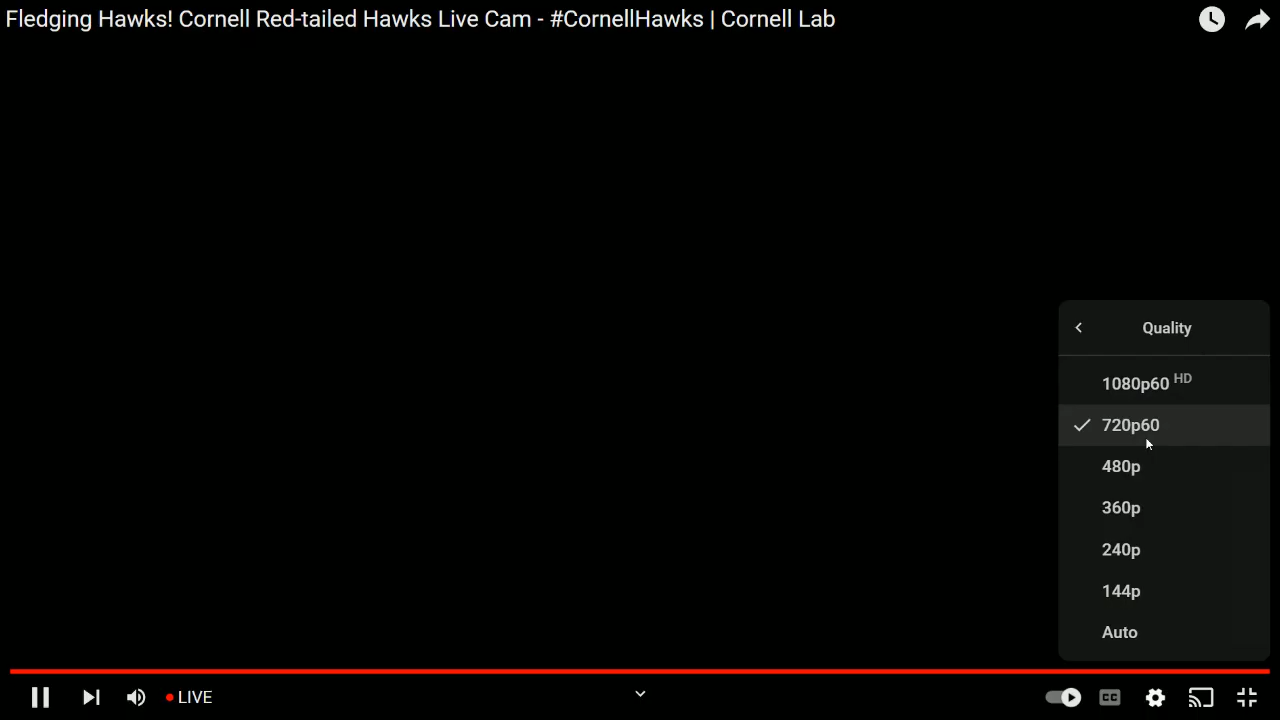 Fledging Hawks! Cornell Red-tailed Hawks Live Cam - #CornellHawks | Cornell Lab
Quality
1080p60 HD
720p60
480p
360p
240p
144p
Auto
LIVE
CC